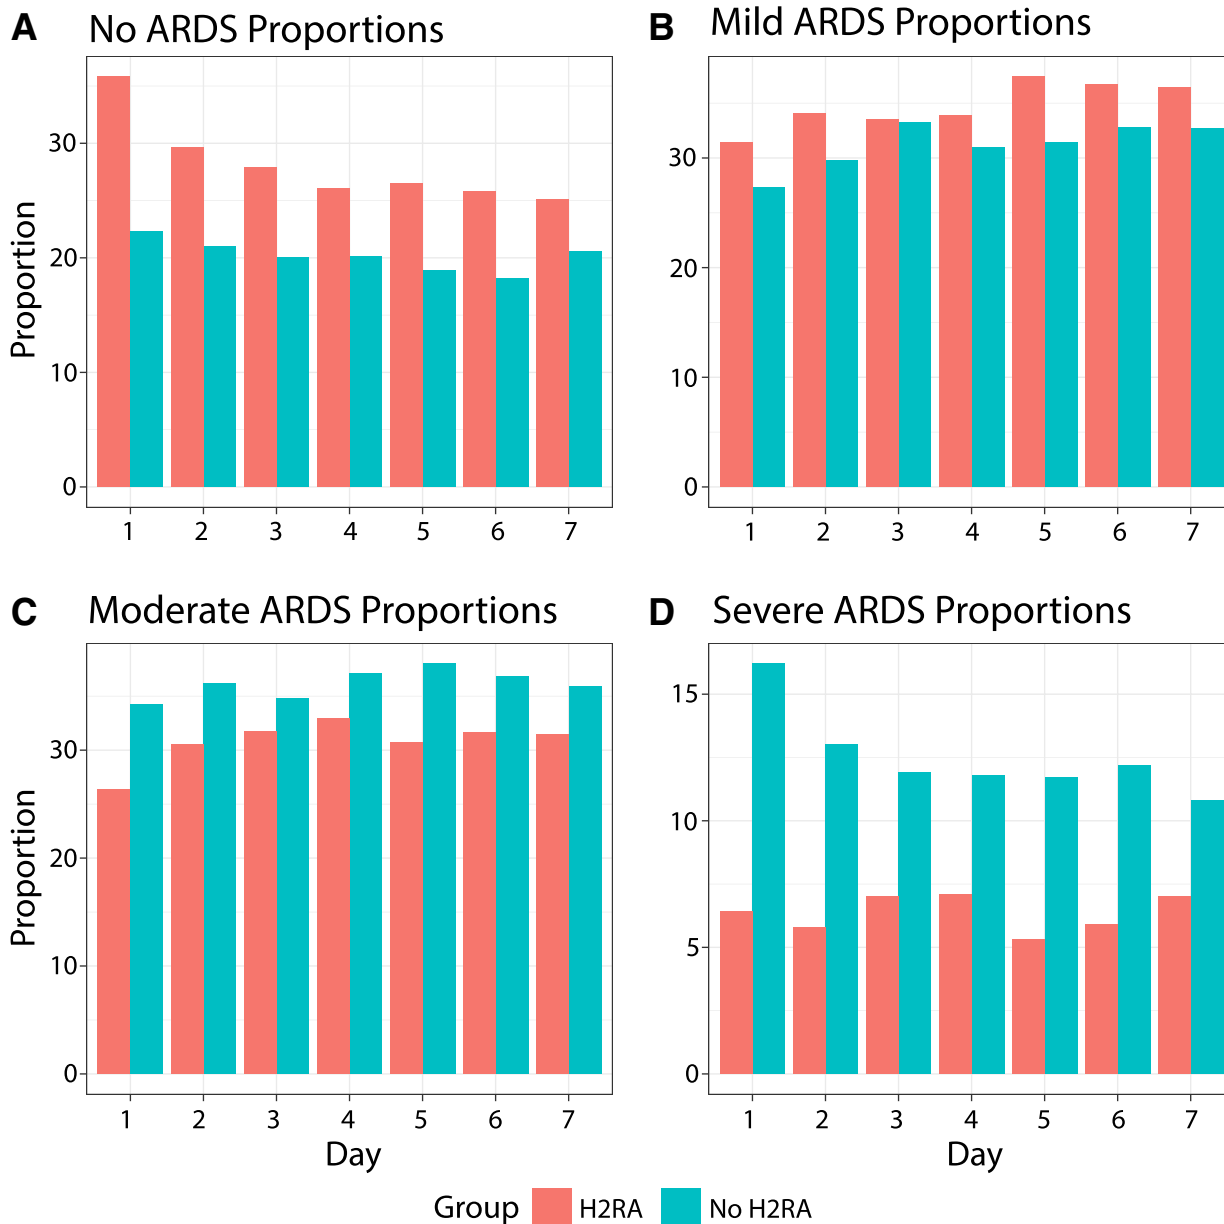 A No ARDS Proportions
Proportion
30
20
10
0
1 2 3 4 5 6 7
B Mild ARDS Proportions
30
20
10
0
1 2 3 4 5 6 7
C Moderate ARDS Proportions
Proportion
30
20
10
0
1 2 3 4 5 6 7
Day
D Severe ARDS Proportions
15
10
5
0
1 2 3 4 5 6 7
Day
Group H2RA No H2RA